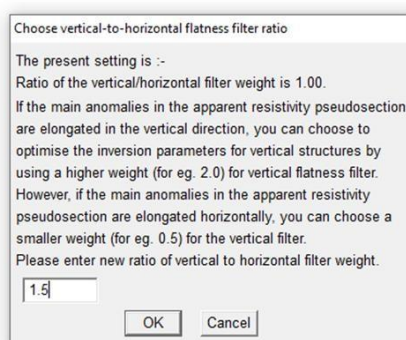 Choose vertical-to-horizontal flatness filter ratio
The present setting is :-
Ratio of the vertical/horizontal filter weight is 1.00.
If the main anomalies in the apparent resistivity pseudosection
are elongated in the vertical direction, you can choose to
optimise the inversion parameters for vertical structures by
using a higher weight (for eg. 2.0) for vertical flatness filter.
However, if the main anomalies in the apparent resistivity
pseudosection are elongated horizontally, you can choose a
smaller weight (for eg. 0.5) for the vertical filter.
Please enter new ratio of vertical to horizontal filter weight.
1.5
OK Cancel